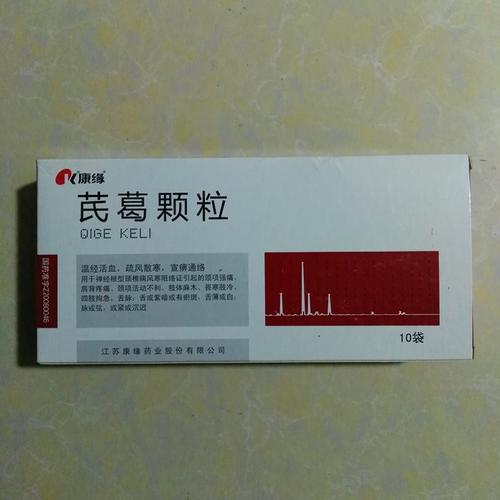 康缘
芪葛颗粒
QIGE KELI
国药准字Z20080046
温经活血，疏风散寒，宣痹通络
用于神经根型颈椎病风寒阻络证引起的颈项强痛，
肩背疼痛、颈项活动不利、肢体麻木、畏寒肢冷、
四肢拘急，舌脉：舌或紫暗或有瘀斑，舌薄或白，
脉或弦，或紧或沉迟
10袋
江苏康缘药业股份有限公司